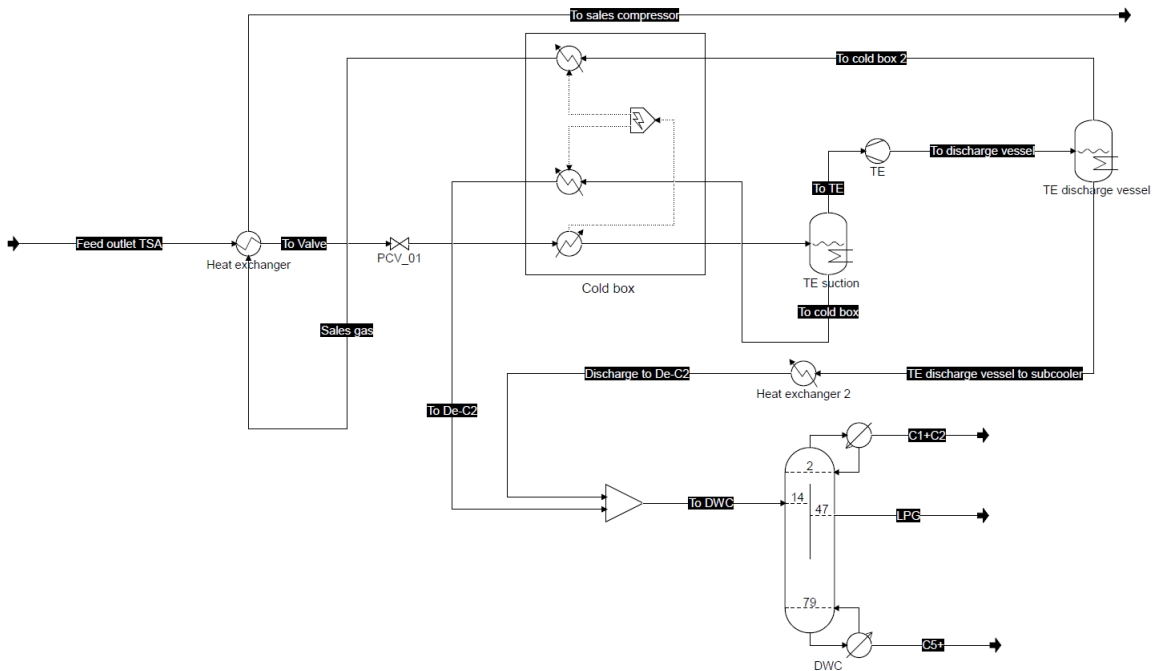 To sales compressor
To cold box 2
TE
To discharge vessel
TE discharge vessel
To TE
Feed outlet TSA
Heat exchanger
To Valve
PCV_01
Cold box
TE suction
To cold box
Sales gas
Discharge to De-C2
Heat exchanger 2
TE discharge vessel to subcooler
To De-C2
C1+C2
2
14
47
To DWC
LPG
79
C5+
DWC